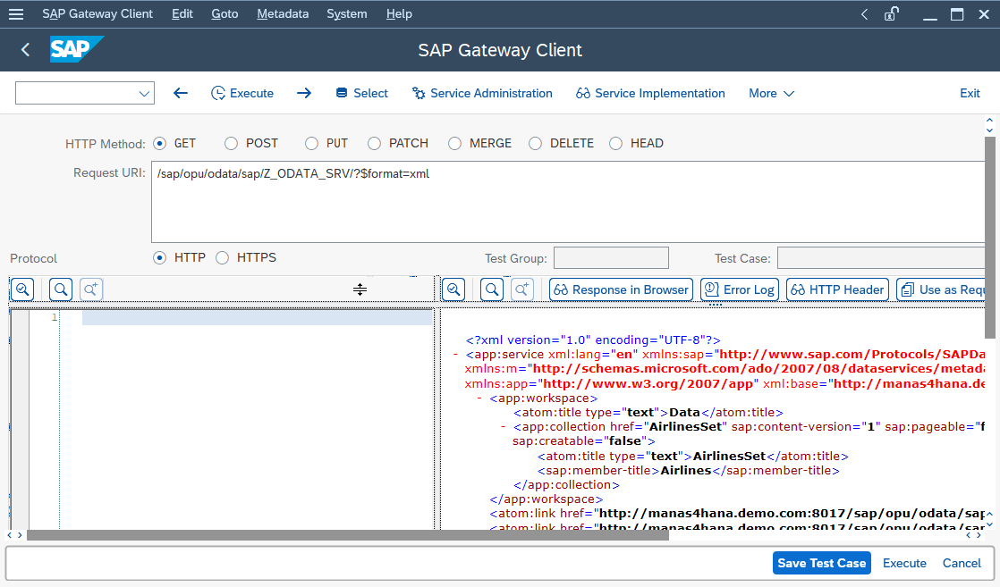 SAP Gateway Client Edit Goto Metadata System Help
SAP SAP Gateway Client
Execute Select Service Administration Service Implementation More Exit
HTTP Method: GET POST PUT PATCH MERGE DELETE HEAD
Request URI: /sap/opu/odata/sap/Z_ODATA_SRV/?$format=xml
Protocol HTTP HTTPS Test Group: Test Case:
Response in Browser Error Log HTTP Header Use as Requ
1
<?xml version="1.0" encoding="UTF-8"?>
- <app:service xml:lang="en" xmlns:sap="http://www.sap.com/Protocols/SAPDa
xmlns:m="http://schemas.microsoft.com/ado/2007/08/dataservices/metada
xmlns:app="http://www.w3.org/2007/app" xml:base="http://manas4hana.de
- <app:workspace>
<atom:title type="text">Data</atom:title>
- <app:collection href="AirlinesSet" sap:content-version="1" sap:pageable="f
sap:creatable="false">
<atom:title type="text">AirlinesSet</atom:title>
<sap:member-title>Airlines</sap:member-title>
</app:collection>
</app:workspace>
<atom:link href="http://manas4hana.demo.com:8017/sap/opu/odata/sap
<atom:link href="http://manas4hana.demo.com:8017/sap/opu/odata/sap
Save Test Case Execute Cancel